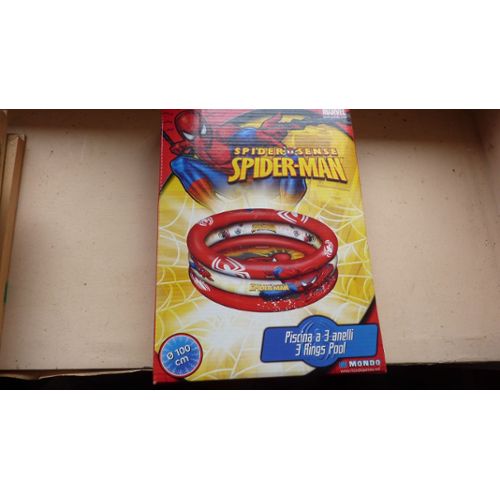 MARVEL
SPIDER SENSE
SPIDER-MAN
SPIDER-MAN
Ø 100
cm
Piscina a 3 anelli
3 Rings Pool
MONDO